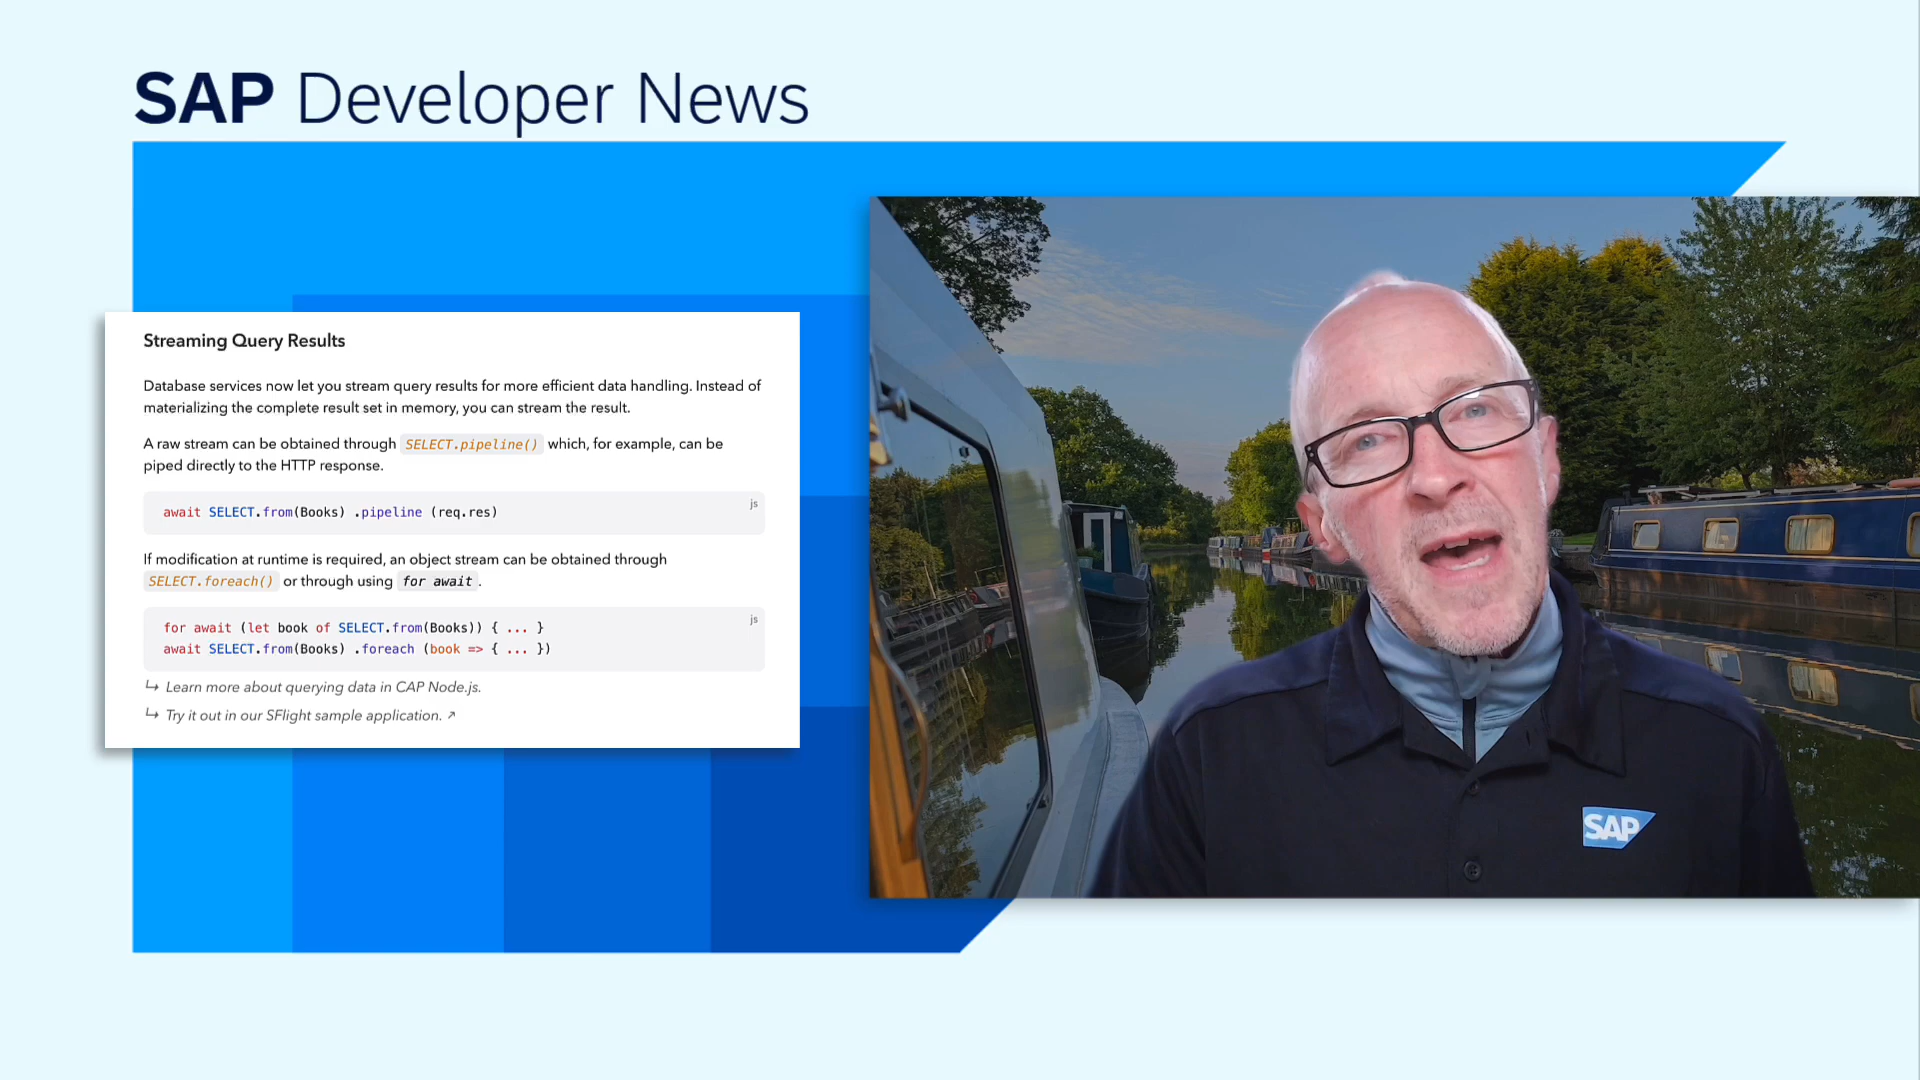 SAP Developer News
Streaming Query Results
Database services now let you stream query results for more efficient data handling. Instead of
materializing the complete result set in memory, you can stream the result.
A raw stream can be obtained through SELECT.pipeline() which, for example, can be
piped directly to the HTTP response.
js
await SELECT.from(Books) .pipeline (req.res)
If modification at runtime is required, an object stream can be obtained through
SELECT.foreach() or through using for await.
js
for await (let book of SELECT.from(Books)) { ... }
await SELECT.from(Books) .foreach (book => { ... })
↳ Learn more about querying data in CAP Node.js.
↳ Try it out in our SFlight sample application. ↗
SAP